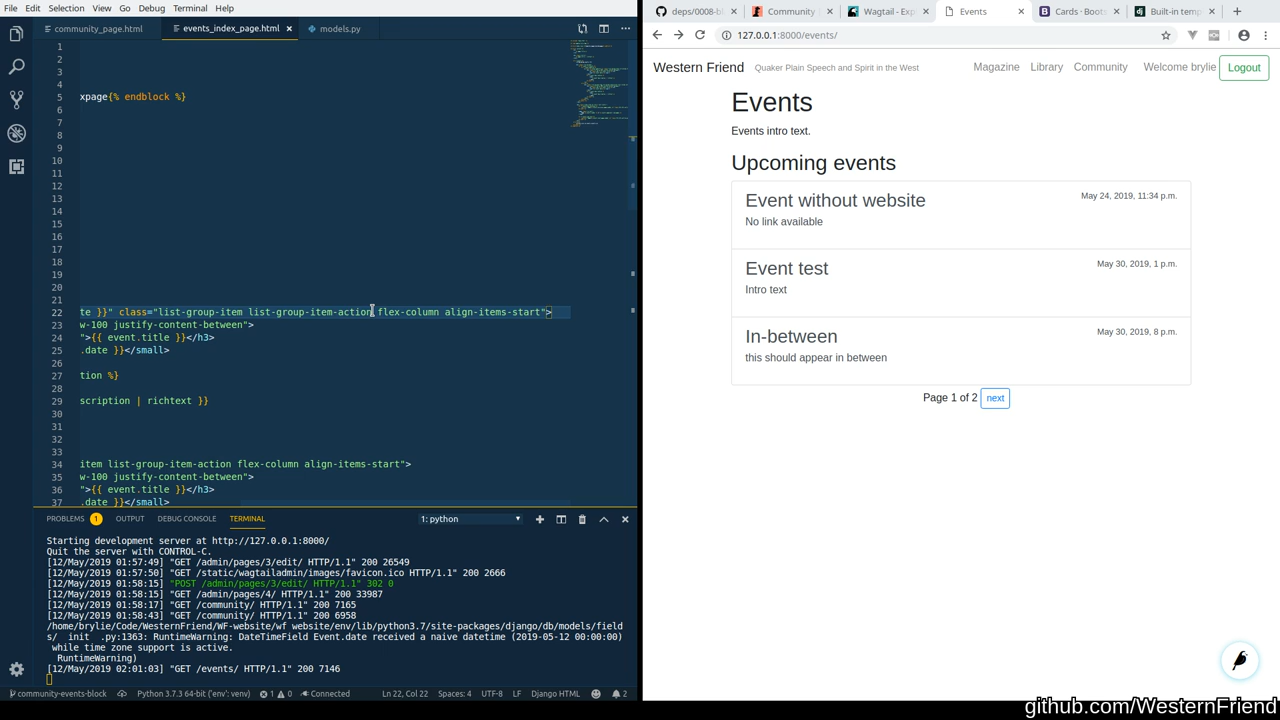 File Edit Selection View Go Debug Terminal Help
community_page.html
events_index_page.html ×
models.py
1
2
3
4
5 xpage{% endblock %}
6
7
8
9
10
11
12
13
14
15
16
17
18
19
20
21
22 te }}" class="list-group-item list-group-item-action flex-column align-items-start">
23 w-100 justify-content-between">
24 ">{{ event.title }}</h3>
25 .date }}</small>
26
27 tion %}
28
29 scription | richtext }}
30
31
32
33
34 item list-group-item-action flex-column align-items-start">
35 w-100 justify-content-between">
36 ">{{ event.title }}</h3>
37 .date }}</small>
PROBLEMS 1 OUTPUT DEBUG CONSOLE TERMINAL
1: python
Starting development server at http://127.0.0.1:8000/
Quit the server with CONTROL-C.
[12/May/2019 01:57:49] "GET /admin/pages/3/edit/ HTTP/1.1" 200 26549
[12/May/2019 01:57:50] "GET /static/wagtailadmin/images/favicon.ico HTTP/1.1" 200 2666
[12/May/2019 01:58:15] "POST /admin/pages/3/edit/ HTTP/1.1" 302 0
[12/May/2019 01:58:15] "GET /admin/pages/4/ HTTP/1.1" 200 33987
[12/May/2019 01:58:17] "GET /community/ HTTP/1.1" 200 7165
[12/May/2019 01:58:43] "GET /community/ HTTP/1.1" 200 6958
/home/brylie/Code/WesternFriend/WF-website/wf website/env/lib/python3.7/site-packages/django/db/models/field
s/ init .py:1363: RuntimeWarning: DateTimeField Event.date received a naive datetime (2019-05-12 00:00:00)
while time zone support is active.
RuntimeWarning)
[12/May/2019 02:01:03] "GET /events/ HTTP/1.1" 200 7146
community-events-block Python 3.7.3 64-bit ('env': venv) 1 0 Connected Ln 22, Col 22 Spaces: 4 UTF-8 LF Django HTML 2
deps/0008-bl
Community
Wagtail - Exp
Events
Cards · Boots
Built-in temp
127.0.0.1:8000/events/
Western Friend Quaker Plain Speech and Spirit in the West Magazine Library Community Welcome brylie Logout
Events
Events intro text.
Upcoming events
Event without website May 24, 2019, 11:34 p.m.
No link available
Event test May 30, 2019, 1 p.m.
Intro text
In-between May 30, 2019, 8 p.m.
this should appear in between
Page 1 of 2 next
github.com/WesternFriend